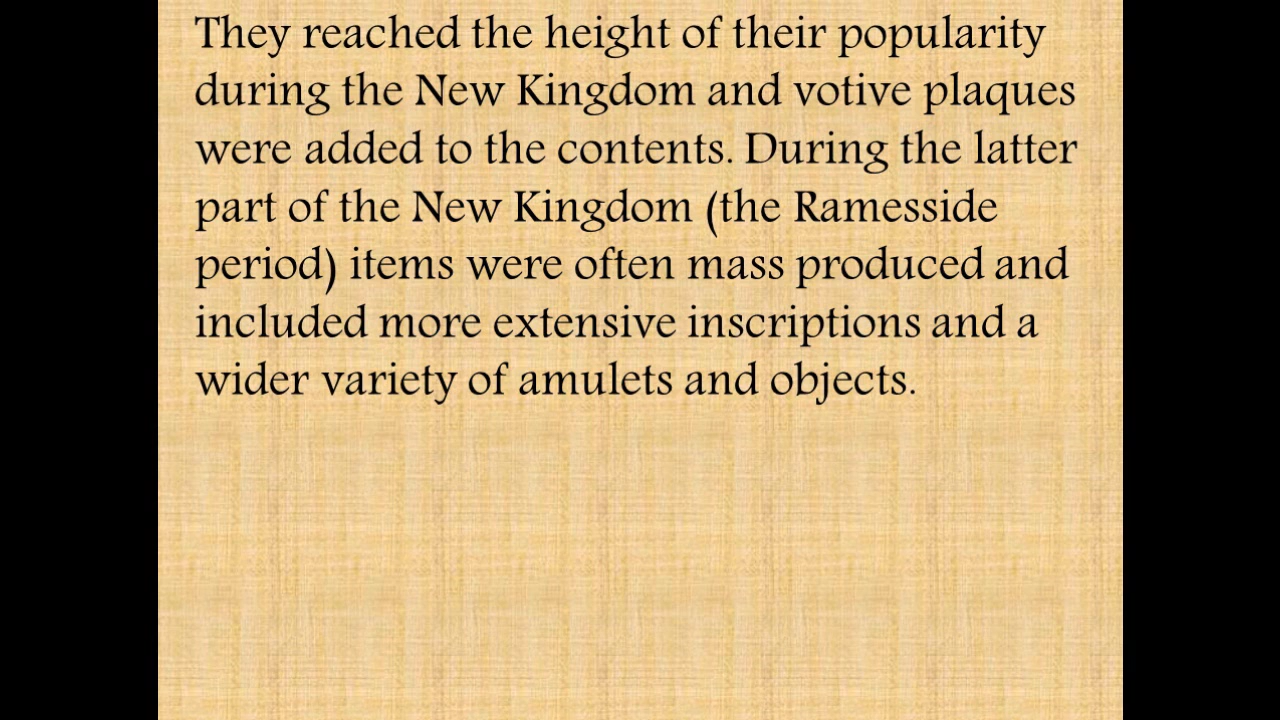 They reached the height of their popularity
during the New Kingdom and votive plaques
were added to the contents. During the latter
part of the New Kingdom (the Ramesside
period) items were often mass produced and
included more extensive inscriptions and a
wider variety of amulets and objects.